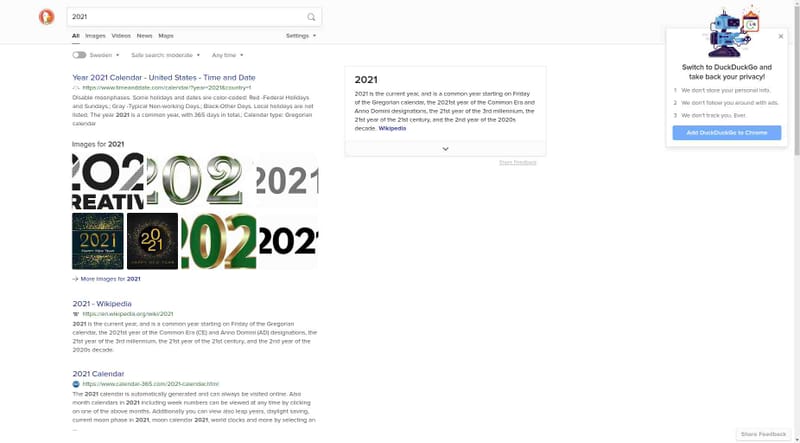 2021
All Images Videos News Maps Settings
Sweden Safe search: moderate Any time
Year 2021 Calendar - United States - Time and Date
https://www.timeanddate.com/calendar/?year=2021&country=1
Disable moonphases. Some holidays and dates are color-coded: Red -Federal Holidays
and Sundays.; Gray -Typical Non-working Days.; Black-Other Days. Local holidays are not
listed. The year 2021 is a common year, with 365 days in total.; Calendar type: Gregorian
calendar
Images for 2021
202
CREATIV
202
2021
2021
HAPPY NEW YEAR
20
21
HAPPY NEW YEAR
202
202
More Images for 2021
2021 - Wikipedia
https://en.wikipedia.org/wiki/2021
2021 is the current year, and is a common year starting on Friday of the Gregorian
calendar, the 2021st year of the Common Era (CE) and Anno Domini (AD) designations, the
21st year of the 3rd millennium, the 21st year of the 21st century, and the 2nd year of the
2020s decade.
2021 Calendar
https://www.calendar-365.com/2021-calendar.html
The 2021 calendar is automatically generated and can always be visited online. Also
month calendars in 2021 including week numbers can be viewed at any time by clicking
on one of the above months. Additionally you can view also leap years, daylight saving,
current moon phase in 2021, moon calendar 2021, world clocks and more by selecting an
...
2021
2021 is the current year, and is a common year starting on Friday
of the Gregorian calendar, the 2021st year of the Common Era and
Anno Domini designations, the 21st year of the 3rd millennium,
the 21st year of the 21st century, and the 2nd year of the 2020s
decade. Wikipedia
Share Feedback
Switch to DuckDuckGo and
take back your privacy!
1 We don't store your personal info.
2 We don't follow you around with ads.
3 We don't track you. Ever.
Add DuckDuckGo to Chrome
Share Feedback